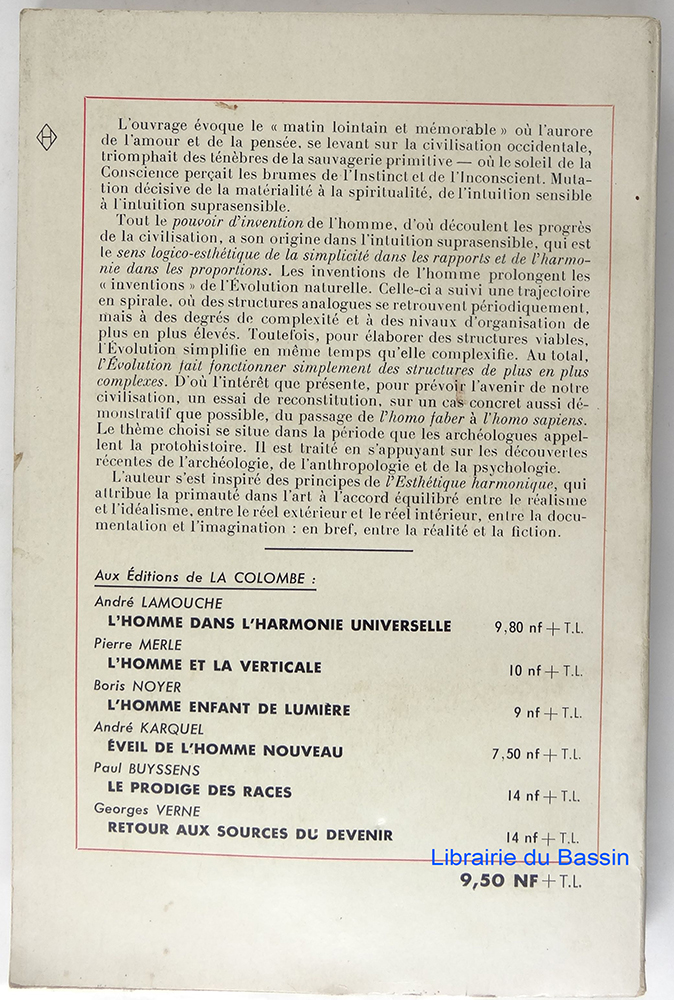 H
L'ouvrage évoque le « matin lointain et mémorable » où l'aurore
de l'amour et de la pensée, se levant sur la civilisation occidentale,
triomphait des ténèbres de la sauvagerie primitive — où le soleil de la
Conscience perçait les brumes de l'Instinct et de l'Inconscient. Muta-
tion décisive de la matérialité à la spiritualité, de l'intuition sensible
à l'intuition suprasensible.
Tout le pouvoir d'invention de l'homme, d'où découlent les progrès
de la civilisation, a son origine dans l'intuition suprasensible, qui est
le sens logico-esthétique de la simplicité dans les rapports et de l'harmo-
nie dans les proportions. Les inventions de l'homme prolongent les
« inventions » de l'Évolution naturelle. Celle-ci a suivi une trajectoire
en spirale, où des structures analogues se retrouvent périodiquement,
mais à des degrés de complexité et à des nivaux d'organisation de
plus en plus élevés. Toutefois, pour élaborer des structures viables,
l'Évolution simplifie en même temps qu'elle complexifie. Au total,
l'Évolution fait fonctionner simplement des structures de plus en plus
complexes. D'où l'intérêt que présente, pour prévoir l'avenir de notre
civilisation, un essai de reconstitution, sur un cas concret aussi dé-
monstratif que possible, du passage de l'homo faber à l'homo sapiens.
Le thème choisi se situe dans la période que les archéologues appel-
lent la protohistoire. Il est traité en s'appuyant sur les découvertes
récentes de l'archéologie, de l'anthropologie et de la psychologie.
L'auteur s'est inspiré des principes de l'Esthétique harmonique, qui
attribue la primauté dans l'art à l'accord équilibré entre le réalisme
et l'idéalisme, entre le réel extérieur et le réel intérieur, entre la docu-
mentation et l'imagination : en bref, entre la réalité et la fiction.
Aux Éditions de LA COLOMBE :
André LAMOUCHE
L'HOMME DANS L'HARMONIE UNIVERSELLE 9,80 nf + T.L.
Pierre MERLE
L'HOMME ET LA VERTICALE 10 nf + T.L.
Boris NOYER
L'HOMME ENFANT DE LUMIÈRE 9 nf + T.L.
André KARQUEL
ÉVEIL DE L'HOMME NOUVEAU 7,50 nf + T.L.
Paul BUYSSENS
LE PRODIGE DES RACES 14 nf + T.L.
Georges VERNE
RETOUR AUX SOURCES DU DEVENIR 14 nf + T.L.
Librairie du Bassin
9,50 NF + T.L.